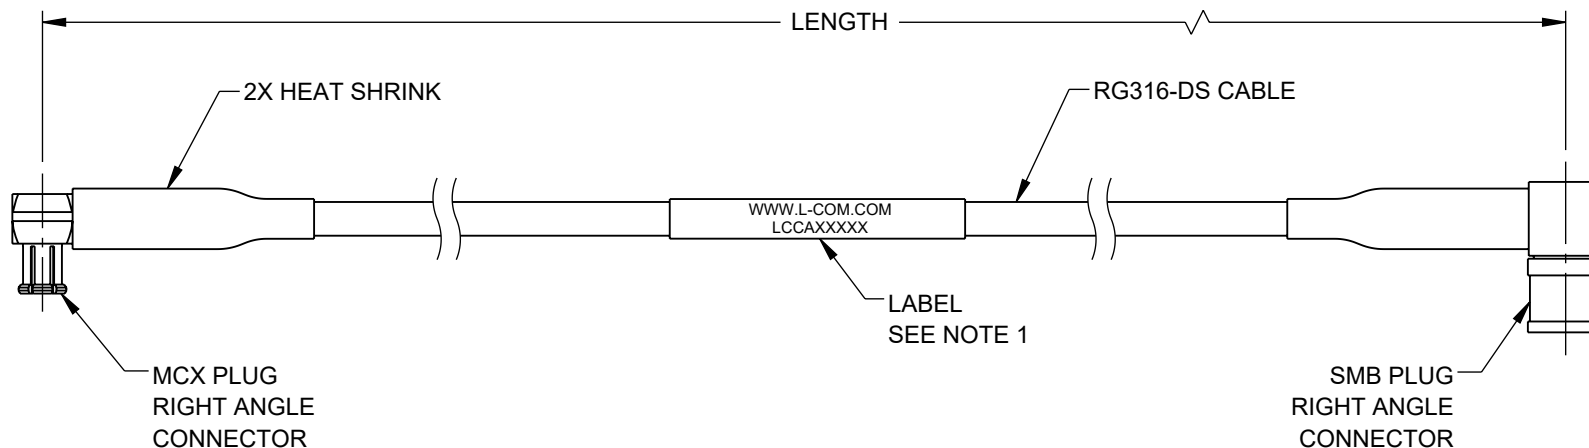 LENGTH
2X HEAT SHRINK
RG316-DS CABLE
WWW.L-COM.COM
LCCAXXXXX
LABEL
SEE NOTE 1
MCX PLUG
RIGHT ANGLE
CONNECTOR
SMB PLUG
RIGHT ANGLE
CONNECTOR